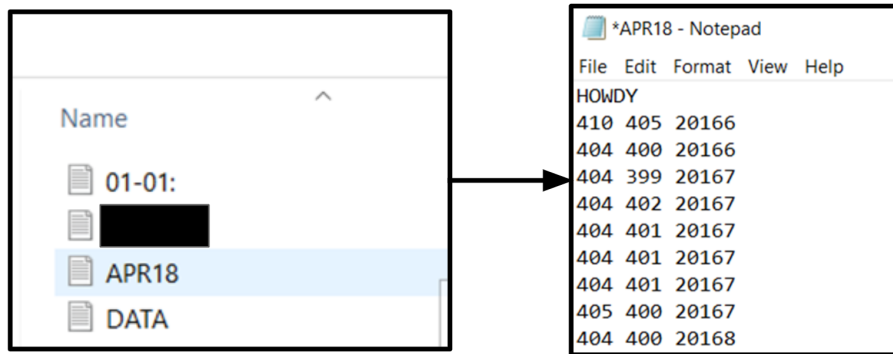 Name
01-01:
APR18
DATA
*APR18 - Notepad
File Edit Format View Help
HOWDY
410 405 20166
404 400 20166
404 399 20167
404 402 20167
404 401 20167
404 401 20167
404 401 20167
405 400 20167
404 400 20168